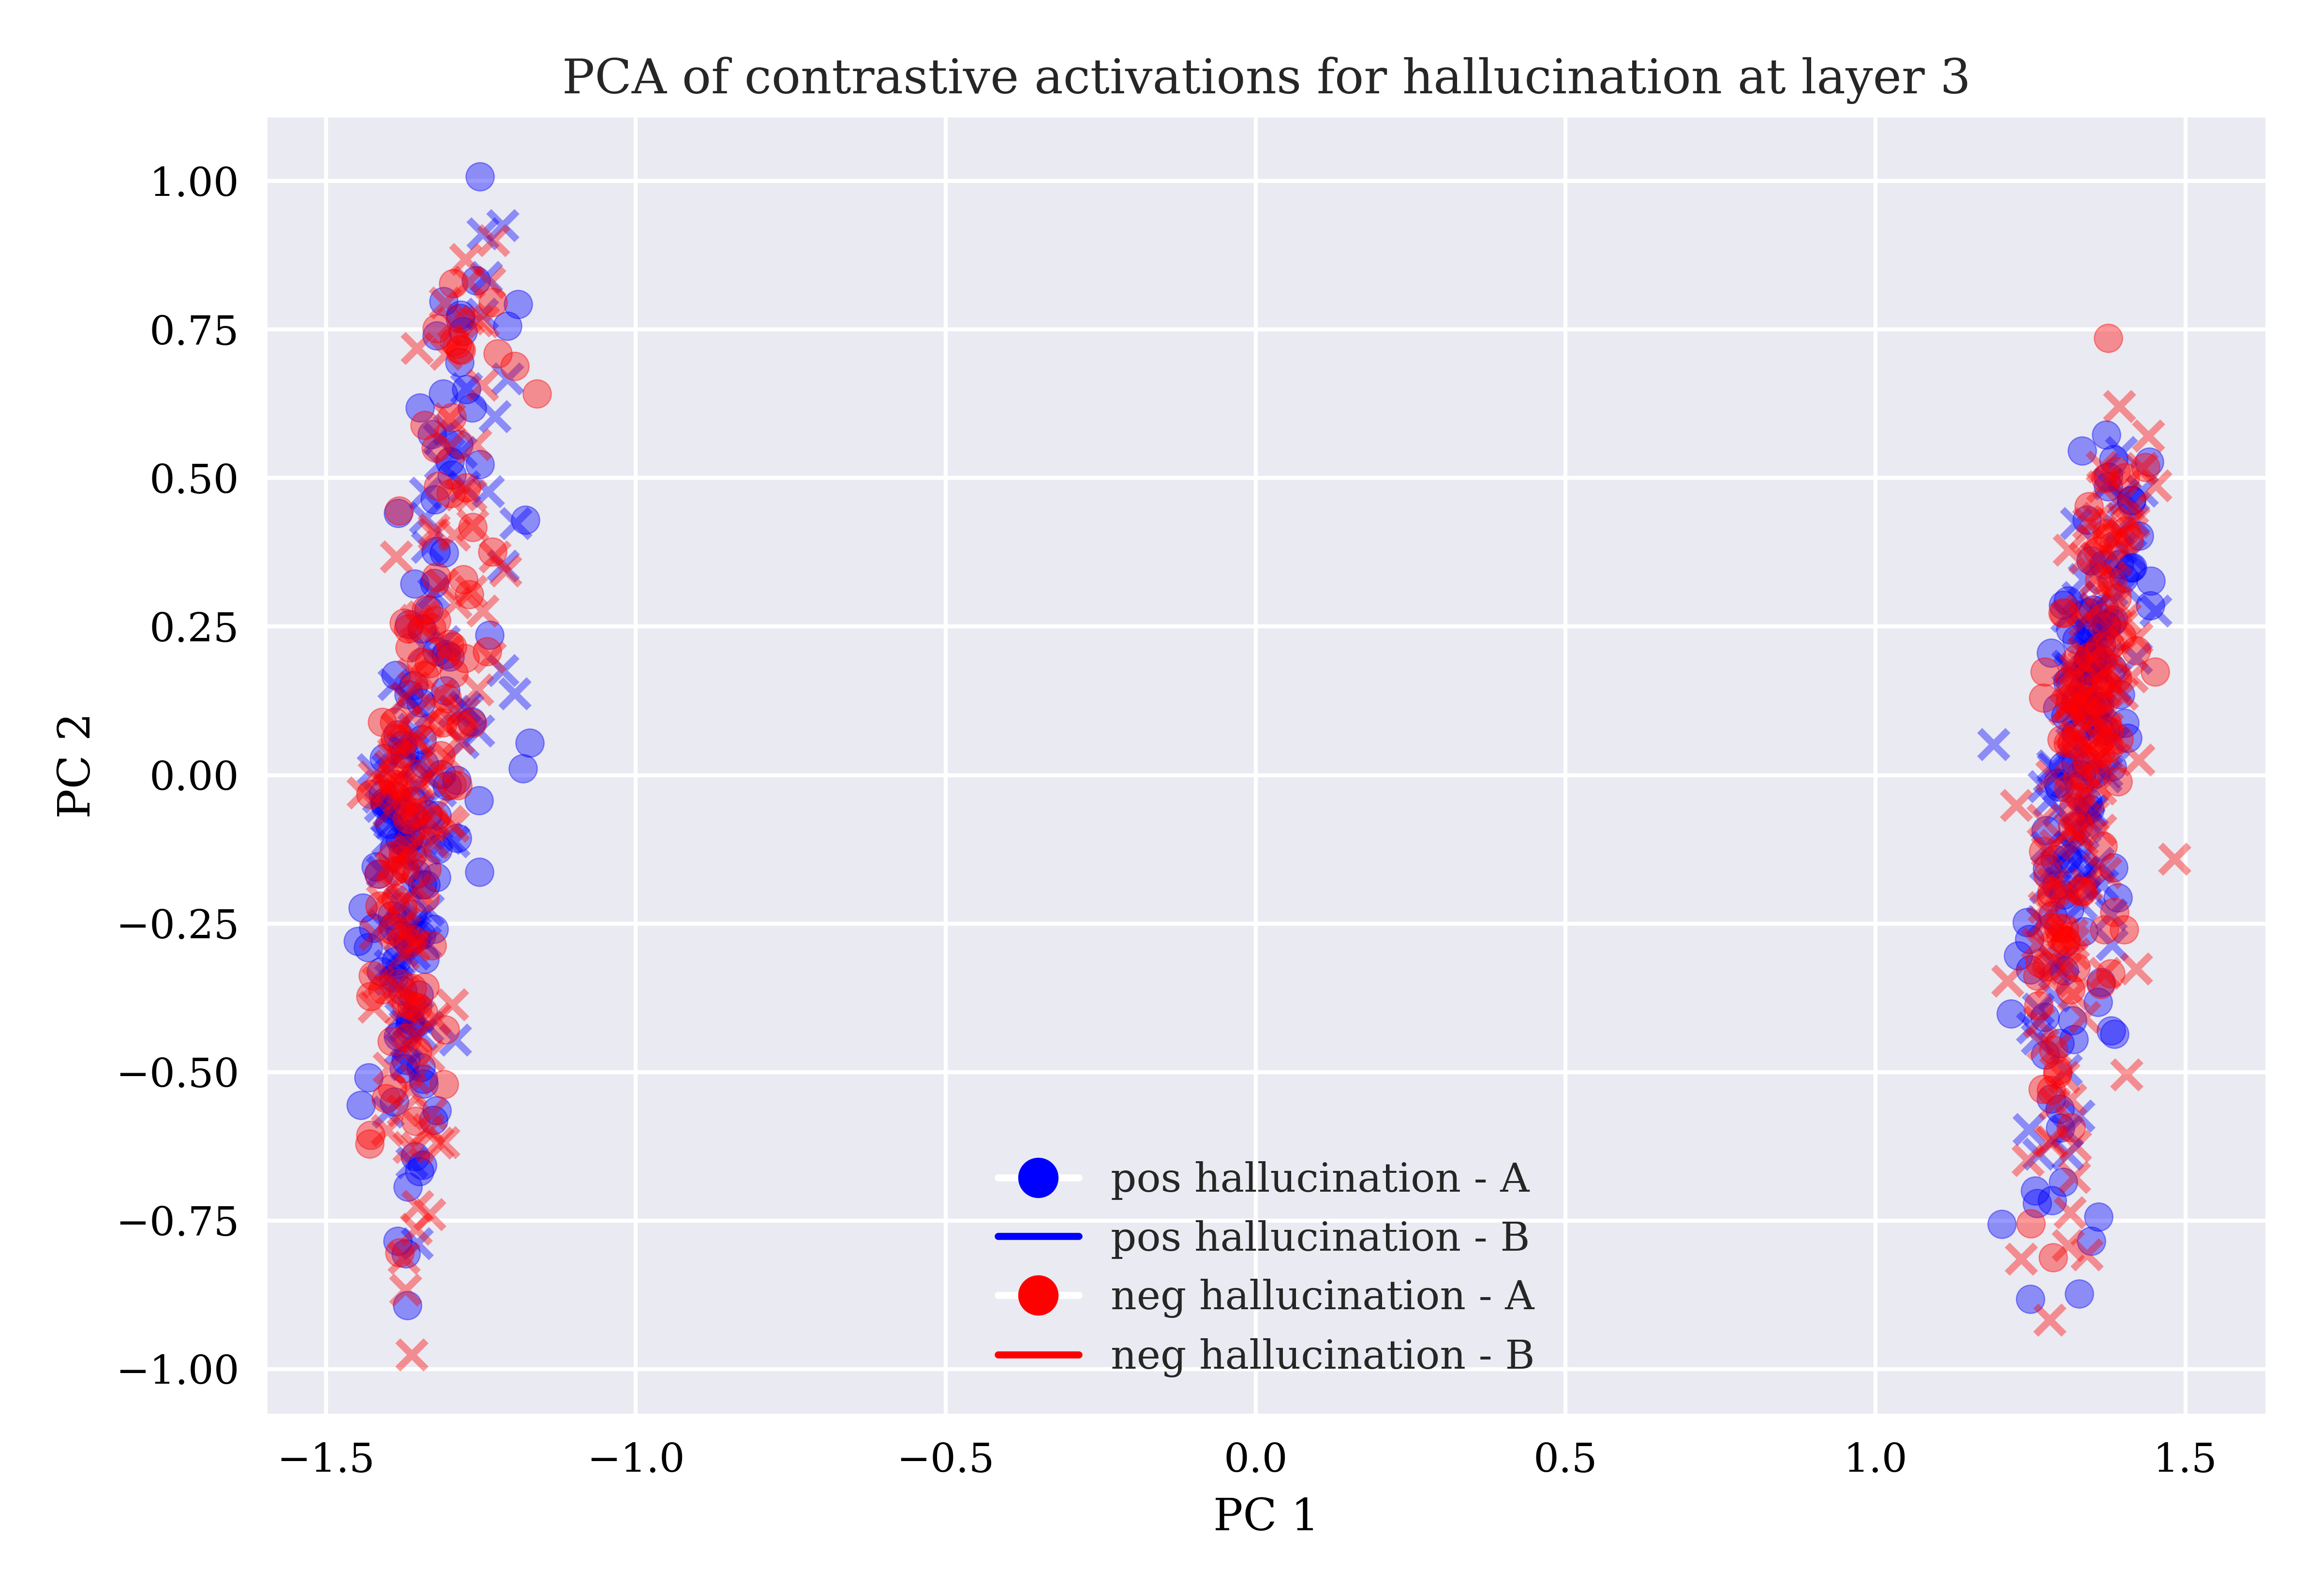 PCA of contrastive activations for hallucination at layer 3
1.00
0.75
0.50
0.25
0.00
−0.25
−0.50
−0.75
−1.00
PC 2
pos hallucination - A
pos hallucination - B
neg hallucination - A
neg hallucination - B
−1.5 −1.0 −0.5 0.0 0.5 1.0 1.5
PC 1